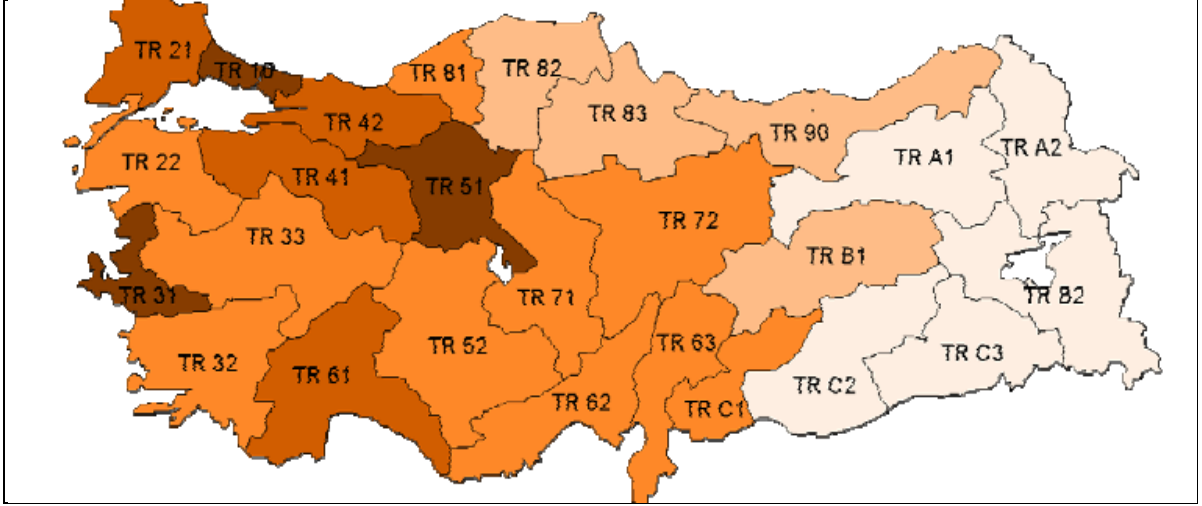 TR 21
TR 10
TR 81
TR 82
TR 83
TR 42
TR 90
TR 22
TR 41
TR 51
TR A1
TR A2
TR 33
TR 72
TR B1
TR 31
TR 71
TR B2
TR 32
TR 61
TR 52
TR 63
TR C3
TR 62
TR C1
TR C2